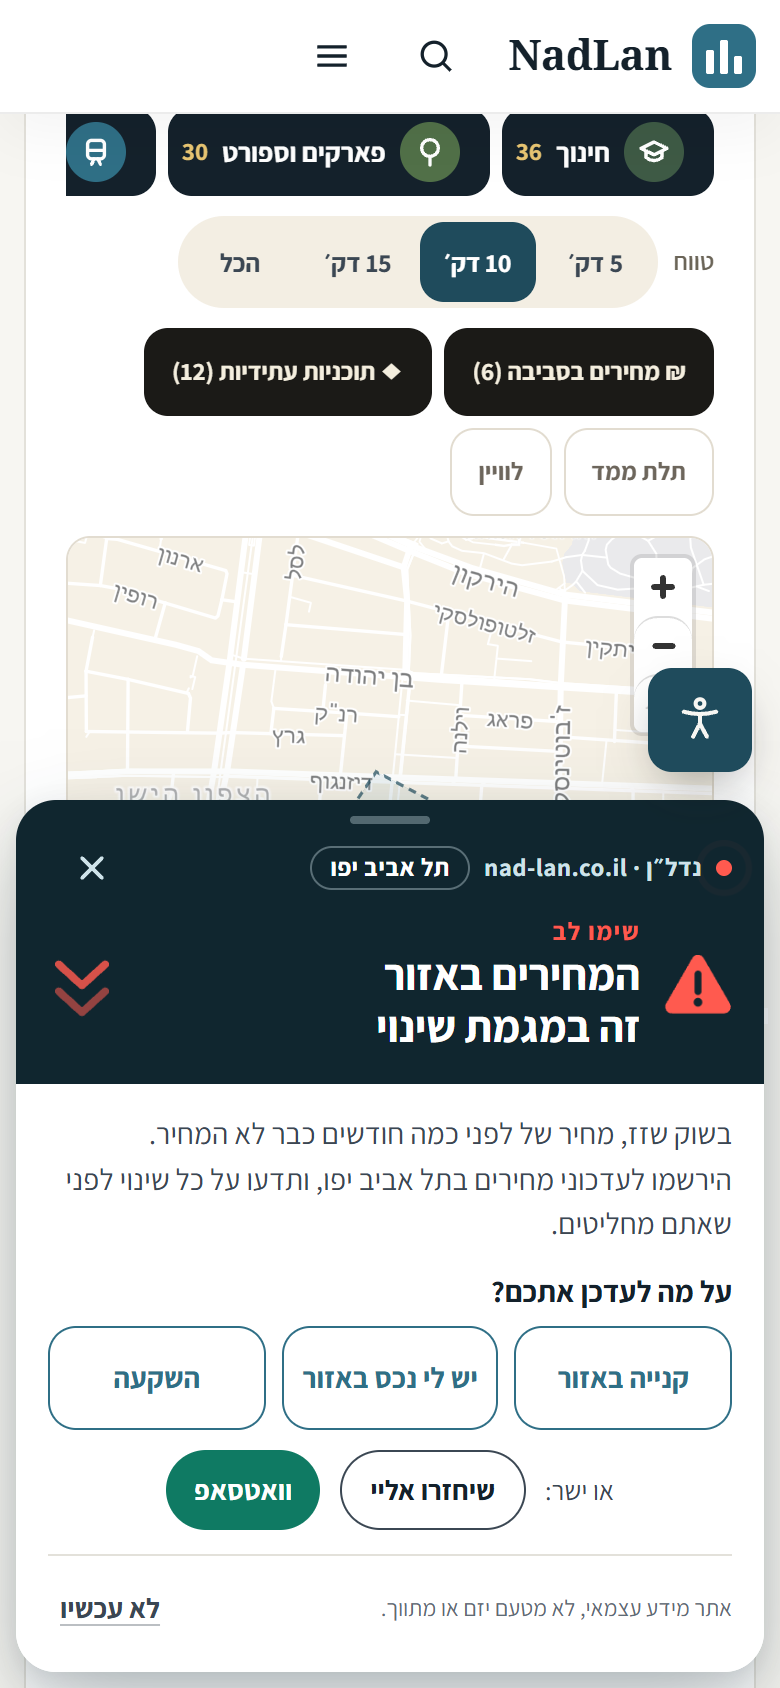 NadLan
חינוך 36
פארקים וספורט 30
טווח
5 דק׳
10 דק׳
15 דק׳
הכל
₪ מחירים בסביבה (6)
◆ תוכניות עתידיות (12)
תלת ממד
לוויין
ארנון
רופין
הירקון
זלטופולסקי
בן יהודה
רנ"ק
גרץ
וילנה
פראג
דיזנגוף
נדל״ן · nad-lan.co.il
תל אביב יפו
שימו לב
המחירים באזור
זה במגמת שינוי
בשוק שזז, מחיר של לפני כמה חודשים כבר לא המחיר.
הירשמו לעדכוני מחירים בתל אביב יפו, ותדעו על כל שינוי לפני
שאתם מחליטים.
על מה לעדכן אתכם?
קנייה באזור
יש לי נכס באזור
השקעה
או ישר:
שיחזרו אליי
וואטסאפ
אתר מידע עצמאי, לא מטעם יזם או מתווך.
לא עכשיו